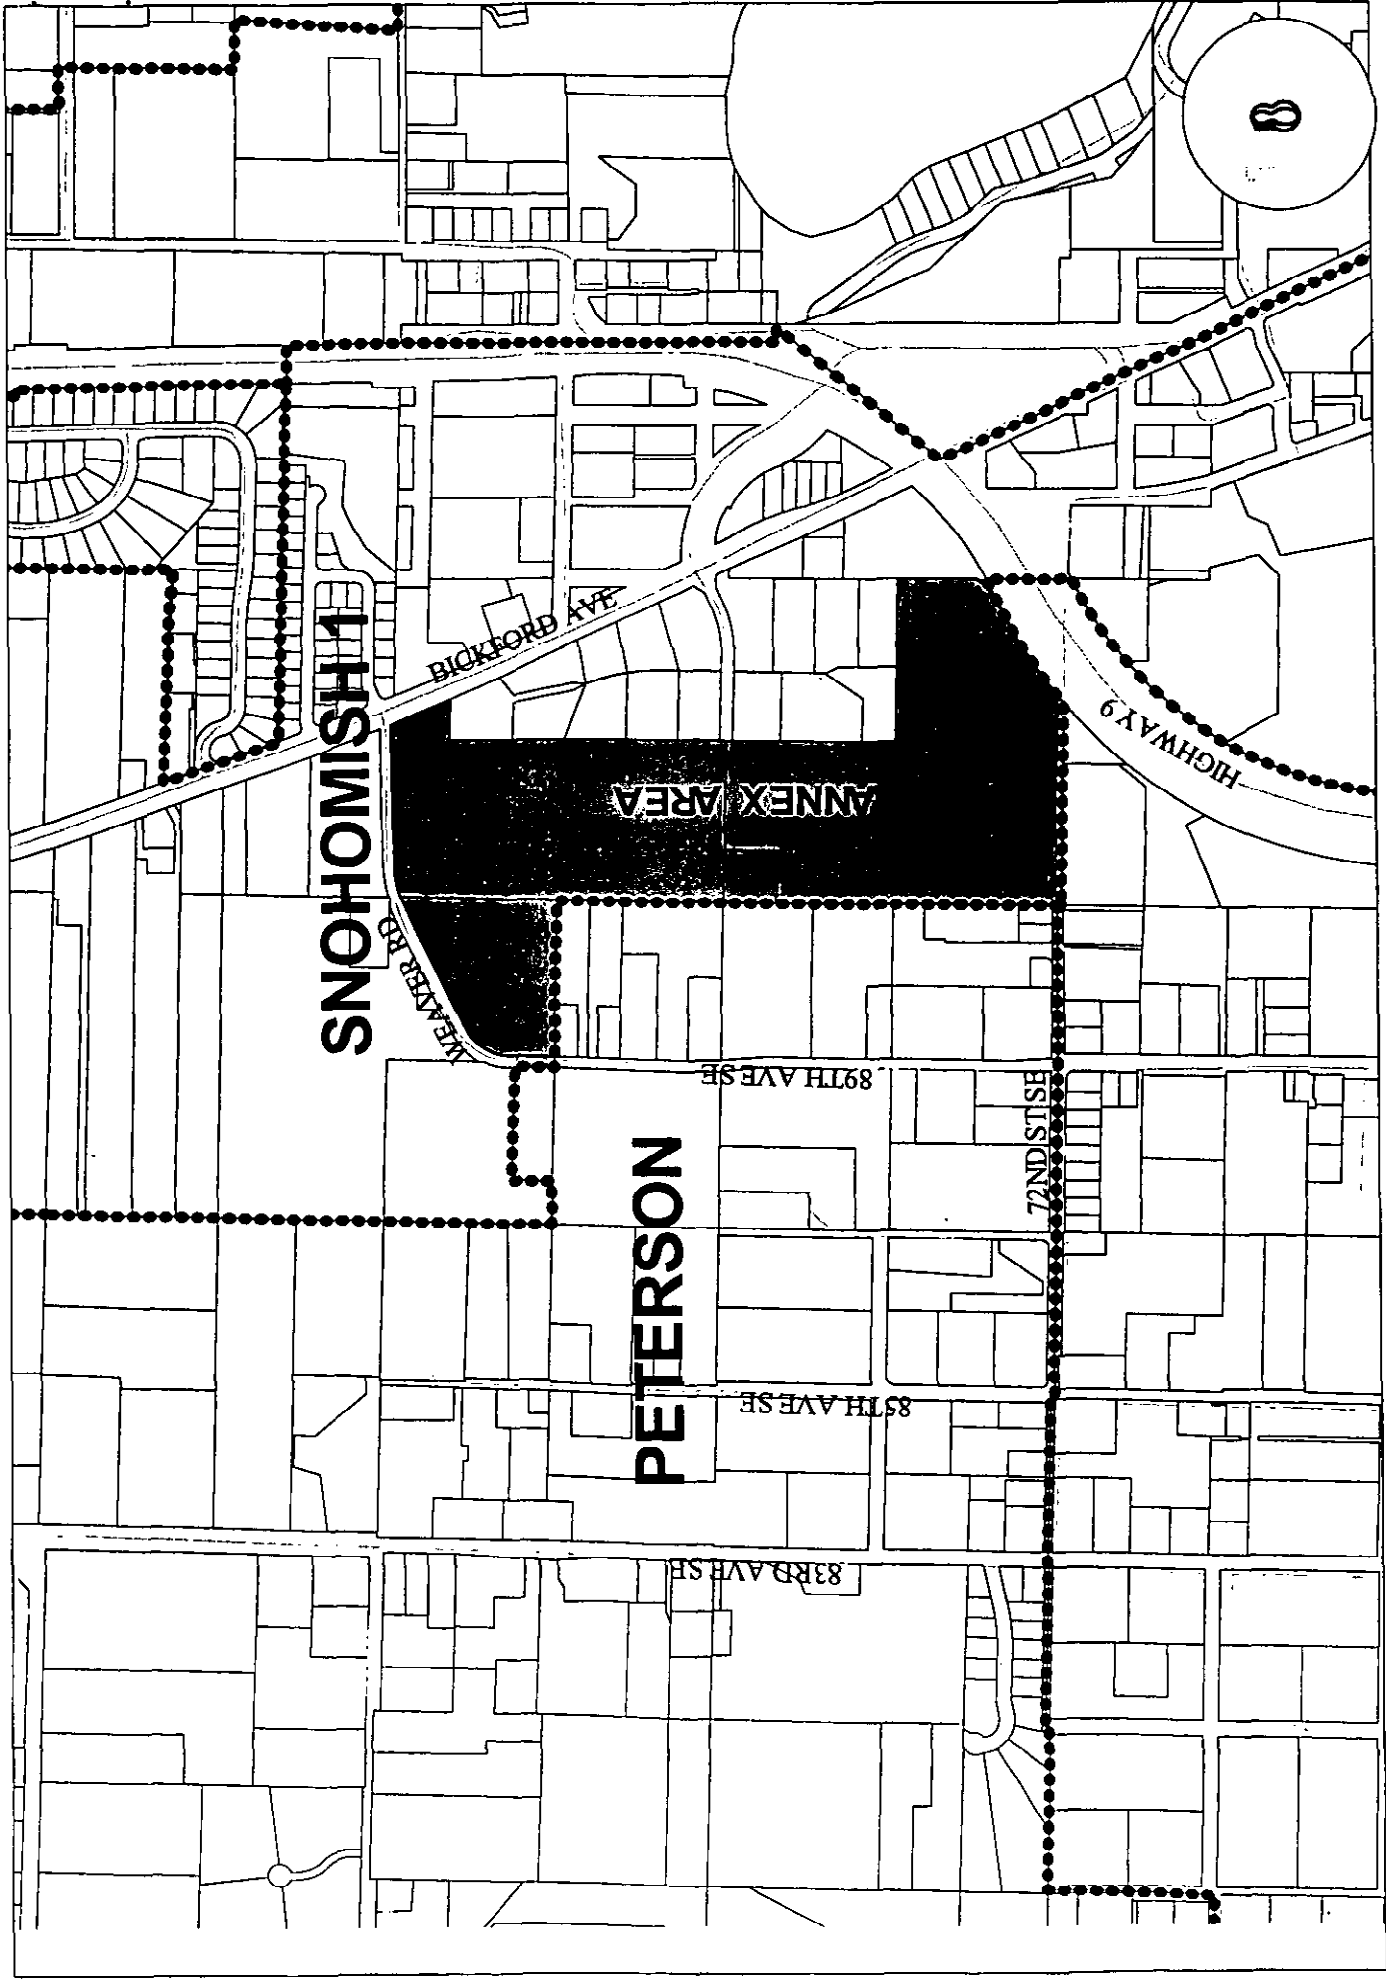 SNOHOMISH 1
BICKFORD AVE
ANNEX AREA
HIGHWAY 9
WEAVER RD
89TH AVE SE
72ND ST SE
PETERSON
85TH AVE SE
83RD AVE SE